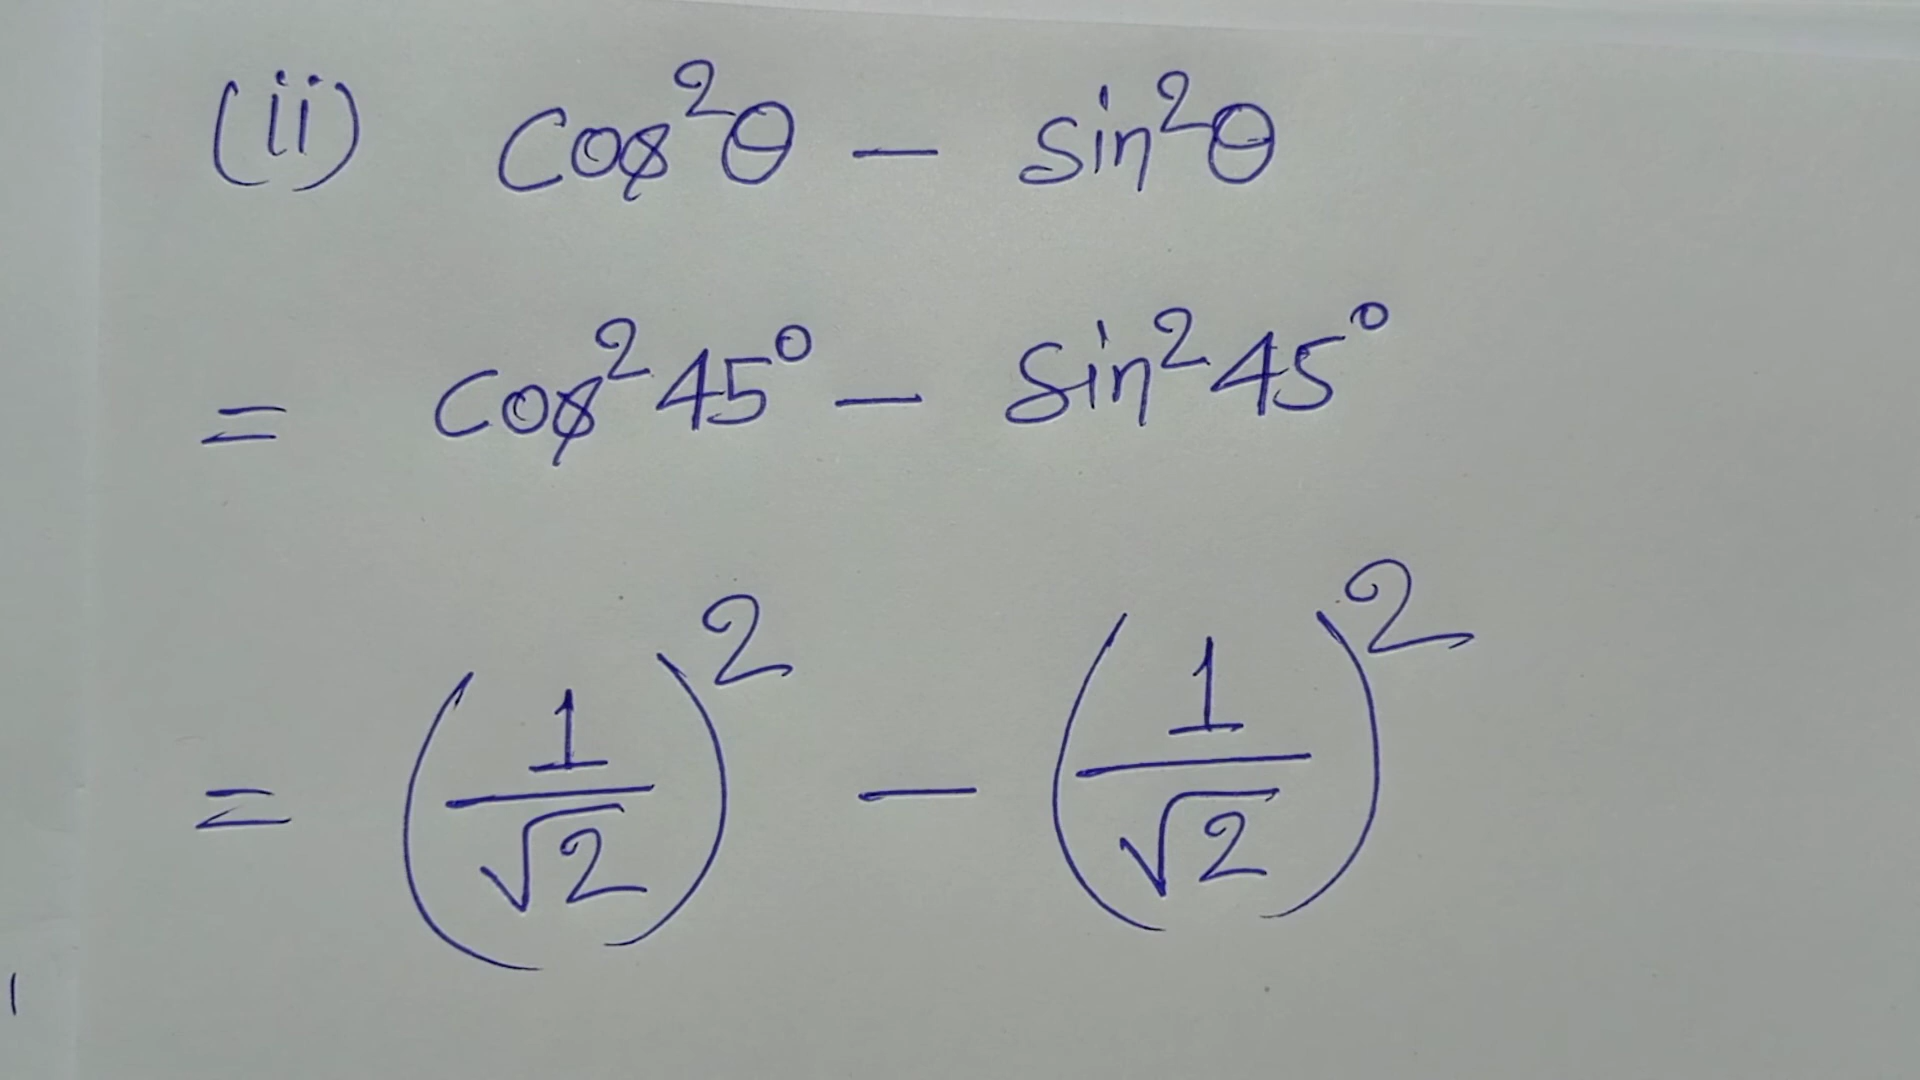 (ii) Cos²θ – Sin²θ
= Cos²45° – Sin²45°
= (1/√2)² – (1/√2)²